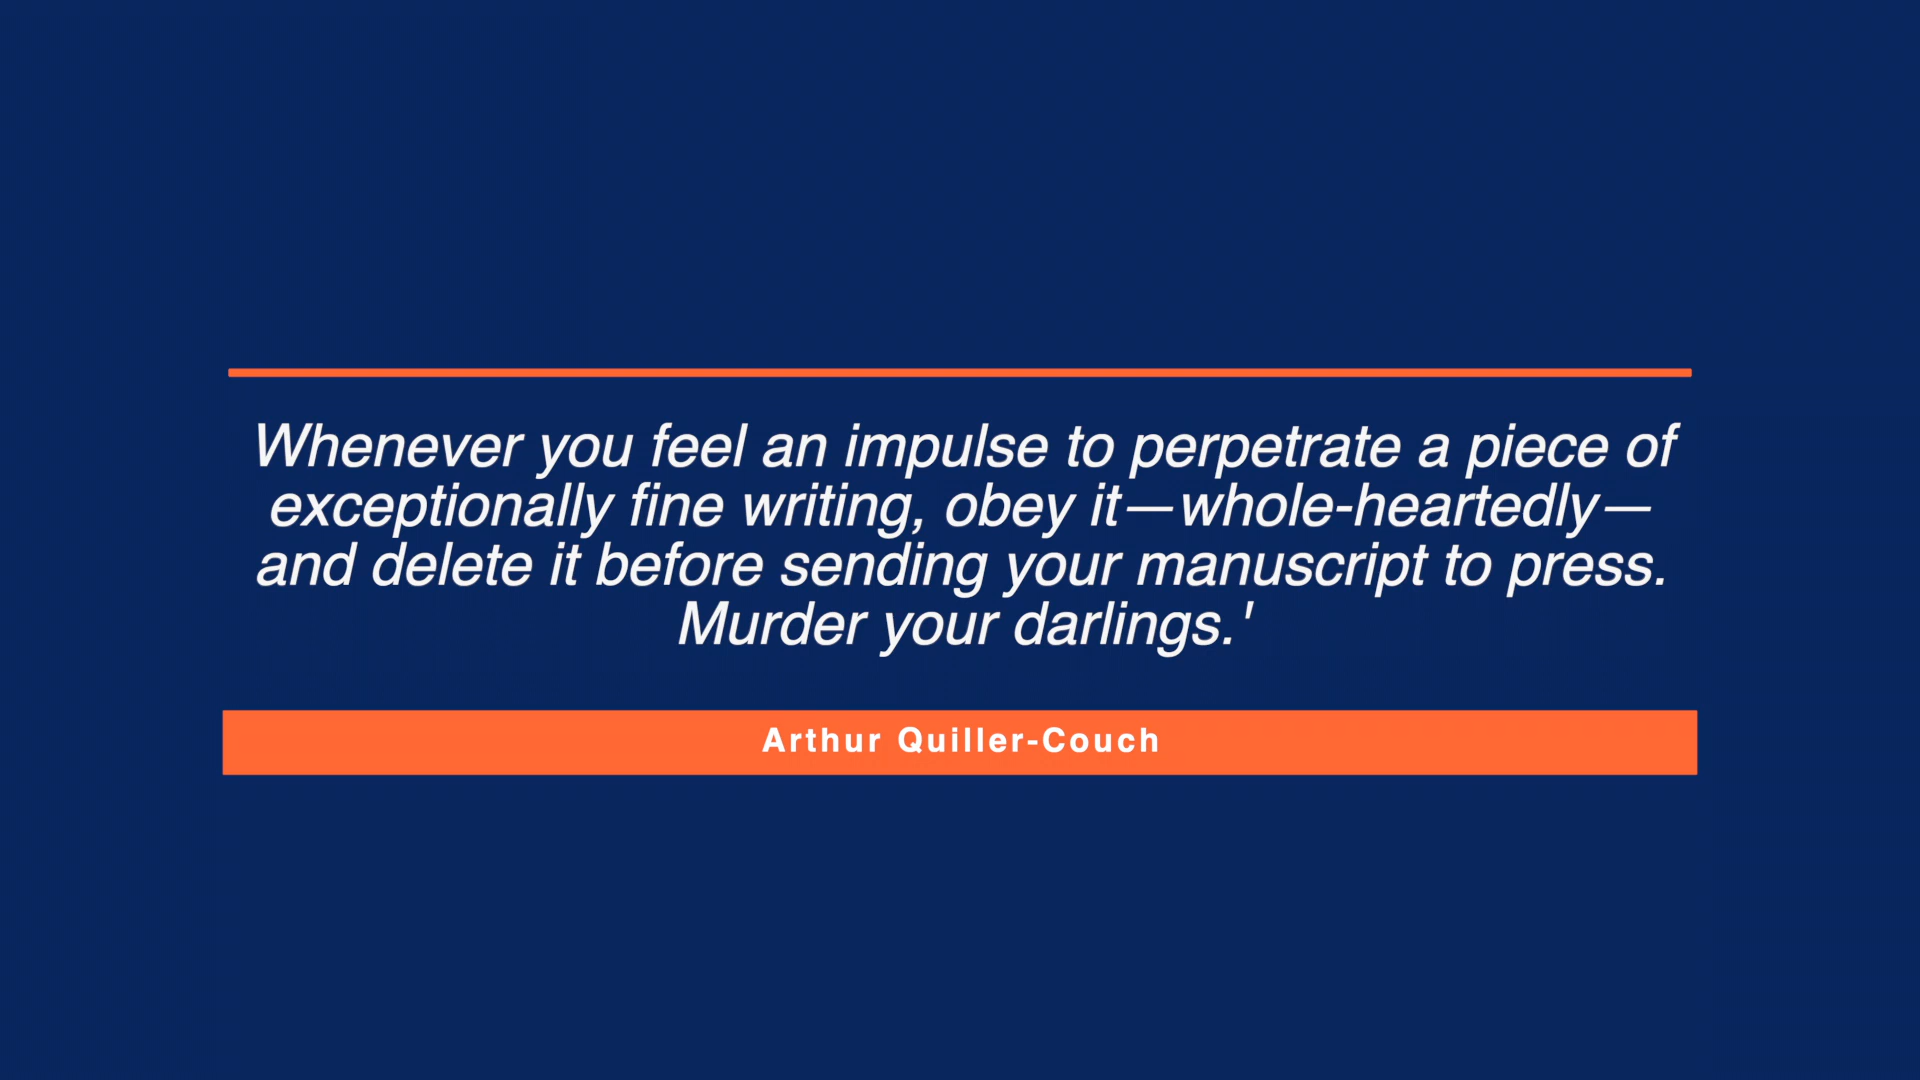 Whenever you feel an impulse to perpetrate a piece of
exceptionally fine writing, obey it—whole-heartedly—
and delete it before sending your manuscript to press.
Murder your darlings.'
Arthur Quiller-Couch